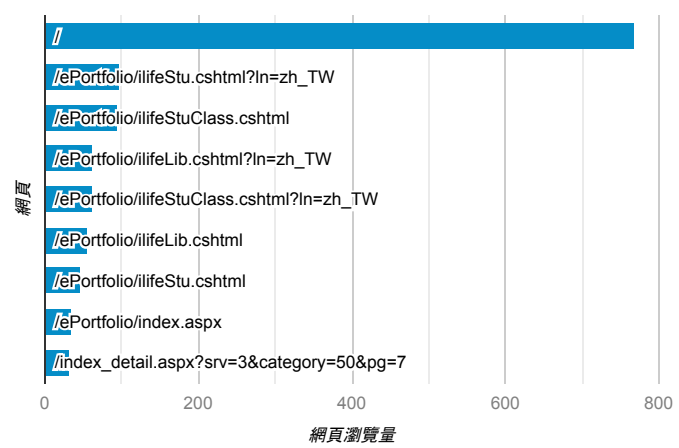 /
/ePortfolio/ilifeStu.cshtml?ln=zh_TW
/ePortfolio/ilifeStuClass.cshtml
/ePortfolio/ilifeLib.cshtml?ln=zh_TW
/ePortfolio/ilifeStuClass.cshtml?ln=zh_TW
/ePortfolio/ilifeLib.cshtml
/ePortfolio/ilifeStu.cshtml
/ePortfolio/index.aspx
/index_detail.aspx?srv=3&category=50&pg=7
網頁
0 200 400 600 800
網頁瀏覽量